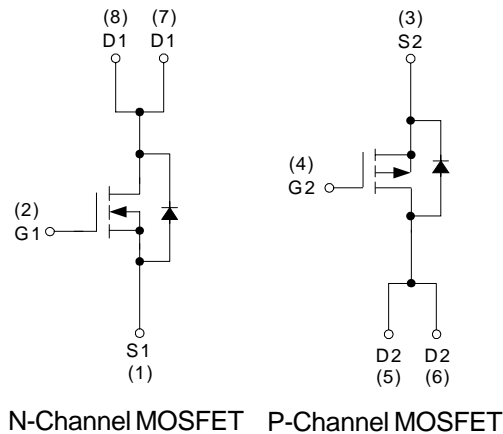 (8) (7)
D1 D1
(2)
G1
S1
(1)
N-Channel MOSFET
(3)
S2
(4)
G2
D2 D2
(5) (6)
P-Channel MOSFET